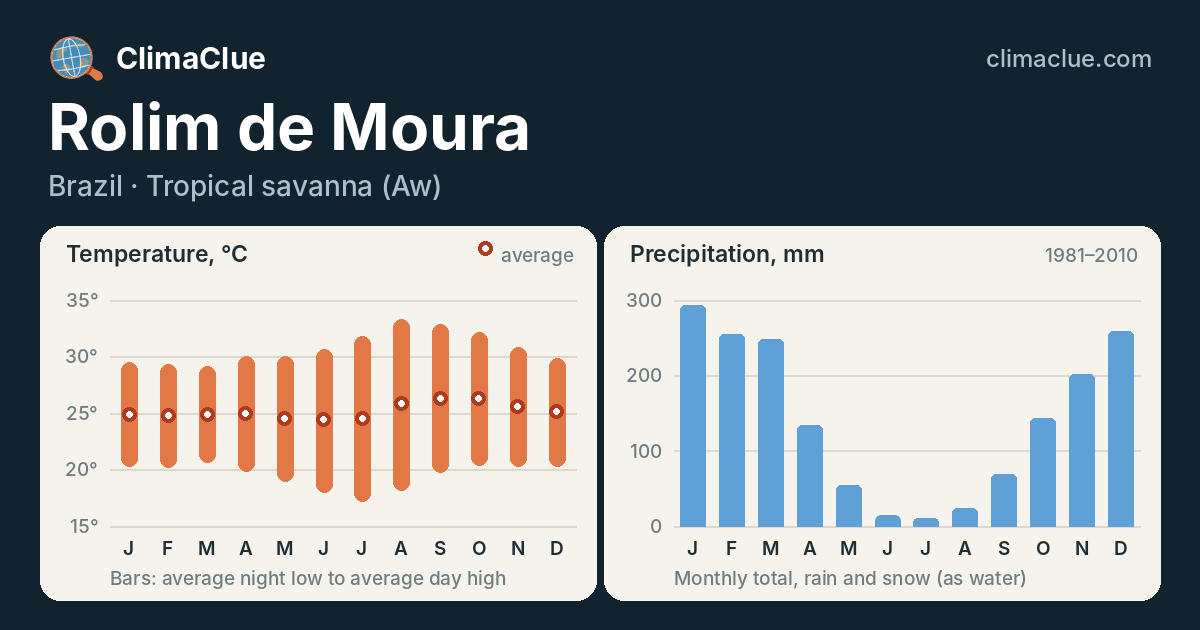 ClimaClue
climaclue.com
Rolim de Moura
Brazil · Tropical savanna (Aw)
Temperature, °C
average
35°
30°
25°
20°
15°
J F M A M J J A S O N D
Bars: average night low to average day high
Precipitation, mm
1981–2010
300
200
100
0
J F M A M J J A S O N D
Monthly total, rain and snow (as water)